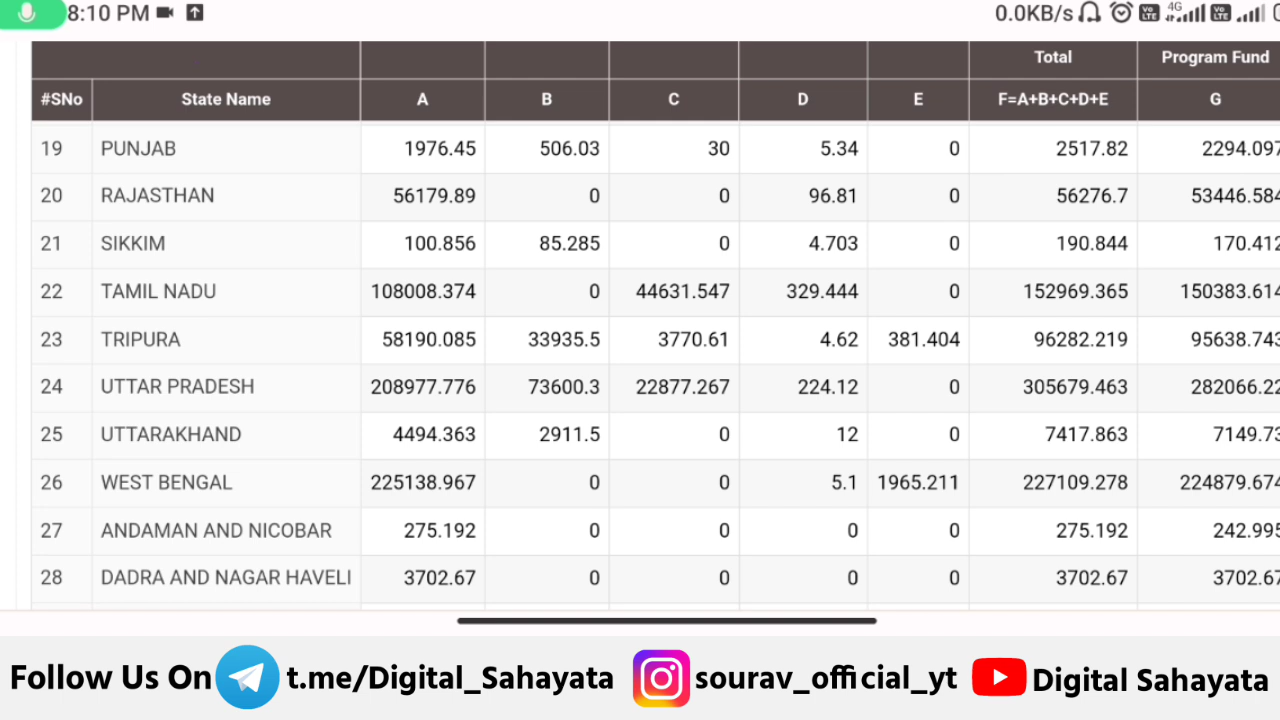 8:10 PM 0.0KB/s Vo LTE 4G Vo LTE
Total Program Fund
#SNo State Name A B C D E F=A+B+C+D+E G
19 PUNJAB 1976.45 506.03 30 5.34 0 2517.82 2294.097
20 RAJASTHAN 56179.89 0 0 96.81 0 56276.7 53446.584
21 SIKKIM 100.856 85.285 0 4.703 0 190.844 170.412
22 TAMIL NADU 108008.374 0 44631.547 329.444 0 152969.365 150383.614
23 TRIPURA 58190.085 33935.5 3770.61 4.62 381.404 96282.219 95638.743
24 UTTAR PRADESH 208977.776 73600.3 22877.267 224.12 0 305679.463 282066.22
25 UTTARAKHAND 4494.363 2911.5 0 12 0 7417.863 7149.73
26 WEST BENGAL 225138.967 0 0 5.1 1965.211 227109.278 224879.674
27 ANDAMAN AND NICOBAR 275.192 0 0 0 0 275.192 242.995
28 DADRA AND NAGAR HAVELI 3702.67 0 0 0 0 3702.67 3702.67
Follow Us On t.me/Digital_Sahayata sourav_official_yt Digital Sahayata